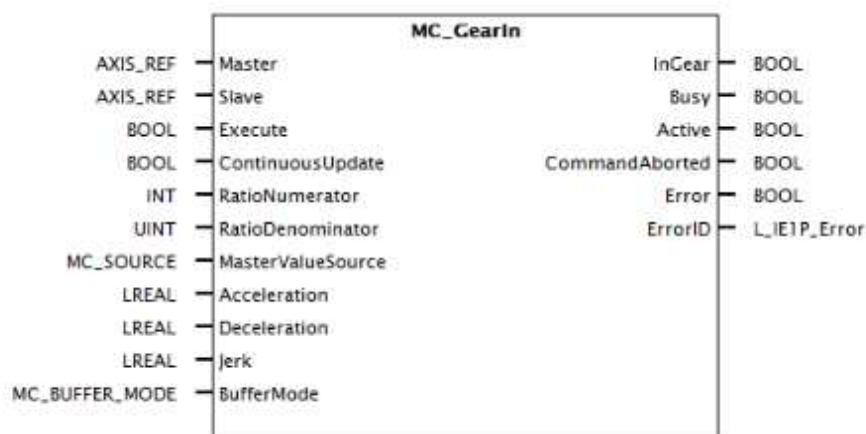 MC_GearIn
AXIS_REF Master InGear BOOL
AXIS_REF Slave Busy BOOL
BOOL Execute Active BOOL
BOOL ContinuousUpdate CommandAborted BOOL
INT RatioNumerator Error BOOL
UINT RatioDenominator ErrorID L_IE1P_Error
MC_SOURCE MasterValueSource
LREAL Acceleration
LREAL Deceleration
LREAL Jerk
MC_BUFFER_MODE BufferMode